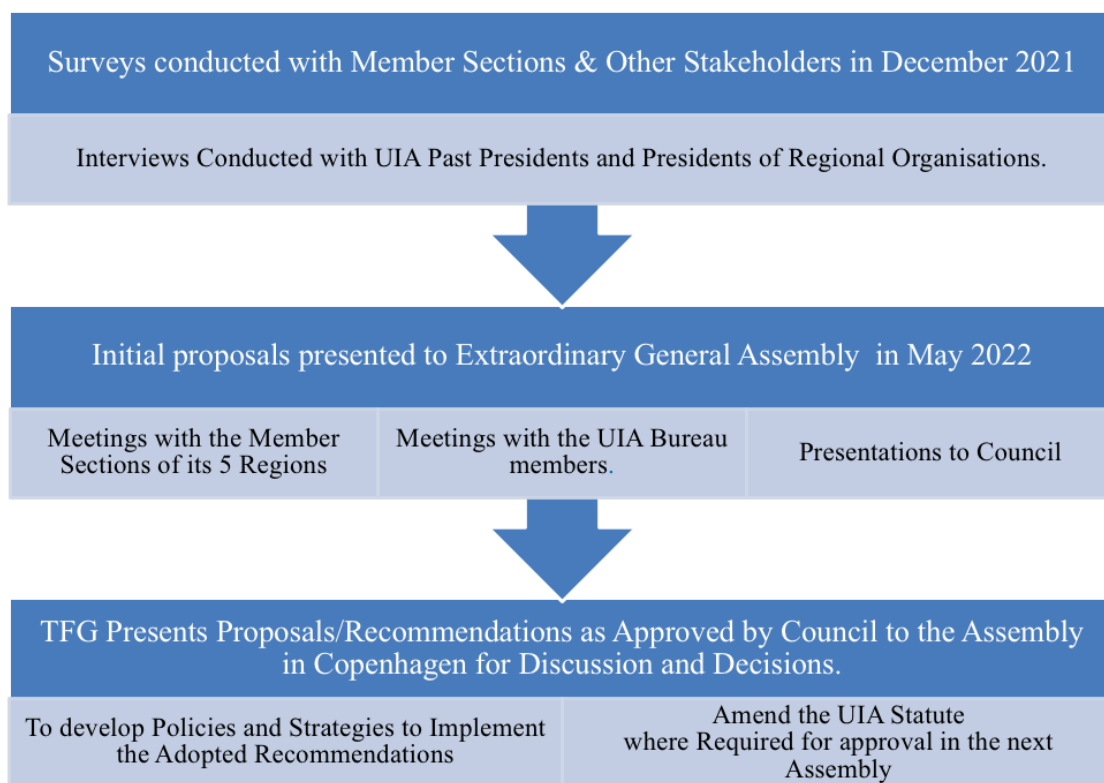 Surveys conducted with Member Sections & Other Stakeholders in December 2021
Interviews Conducted with UIA Past Presidents and Presidents of Regional Organisations.
Initial proposals presented to Extraordinary General Assembly in May 2022
Meetings with the Member
Sections of its 5 Regions
Meetings with the UIA Bureau
members.
Presentations to Council
TFG Presents Proposals/Recommendations as Approved by Council to the Assembly
in Copenhagen for Discussion and Decisions.
To develop Policies and Strategies to Implement
the Adopted Recommendations
Amend the UIA Statute
where Required for approval in the next
Assembly